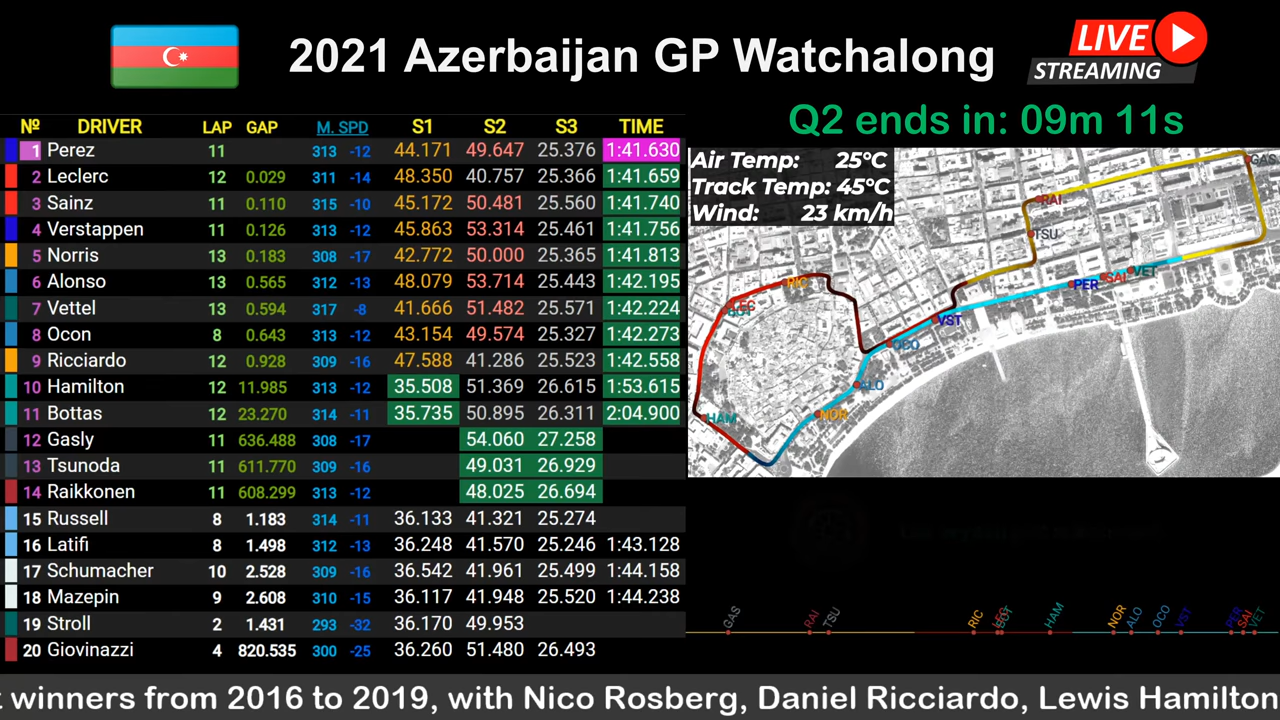 2021 Azerbaijan GP Watchalong
LIVE
STREAMING
Q2 ends in: 09m 11s
Nº DRIVER LAP GAP M. SPD S1 S2 S3 TIME
1 Perez 11 313 -12 44.171 49.647 25.376 1:41.630
2 Leclerc 12 0.029 311 -14 48.350 40.757 25.366 1:41.659
3 Sainz 11 0.110 315 -10 45.172 50.481 25.560 1:41.740
4 Verstappen 11 0.126 313 -12 45.863 53.314 25.461 1:41.756
5 Norris 13 0.183 308 -17 42.772 50.000 25.365 1:41.813
6 Alonso 13 0.565 312 -13 48.079 53.714 25.443 1:42.195
7 Vettel 13 0.594 317 -8 41.666 51.482 25.571 1:42.224
8 Ocon 8 0.643 313 -12 43.154 49.574 25.327 1:42.273
9 Ricciardo 12 0.928 309 -16 47.588 41.286 25.523 1:42.558
10 Hamilton 12 11.985 313 -12 35.508 51.369 26.615 1:53.615
11 Bottas 12 23.270 314 -11 35.735 50.895 26.311 2:04.900
12 Gasly 11 636.488 308 -17 54.060 27.258
13 Tsunoda 11 611.770 309 -16 49.031 26.929
14 Raikkonen 11 608.299 313 -12 48.025 26.694
15 Russell 8 1.183 314 -11 36.133 41.321 25.274
16 Latifi 8 1.498 312 -13 36.248 41.570 25.246 1:43.128
17 Schumacher 10 2.528 309 -16 36.542 41.961 25.499 1:44.158
18 Mazepin 9 2.608 310 -15 36.117 41.948 25.520 1:44.238
19 Stroll 2 1.431 293 -32 36.170 49.953
20 Giovinazzi 4 820.535 300 -25 36.260 51.480 26.493
Air Temp: 25°C
Track Temp: 45°C
Wind: 23 km/h
GAS
RAI
TSU
VET
SAI
PER
RIC
LEC
VST
OCO
ALO
HAM
NOR
GAS RAI TSU RIC BOT HAM NOR ALO OCO VST PER SAI VET
winners from 2016 to 2019, with Nico Rosberg, Daniel Ricciardo, Lewis Hamilton